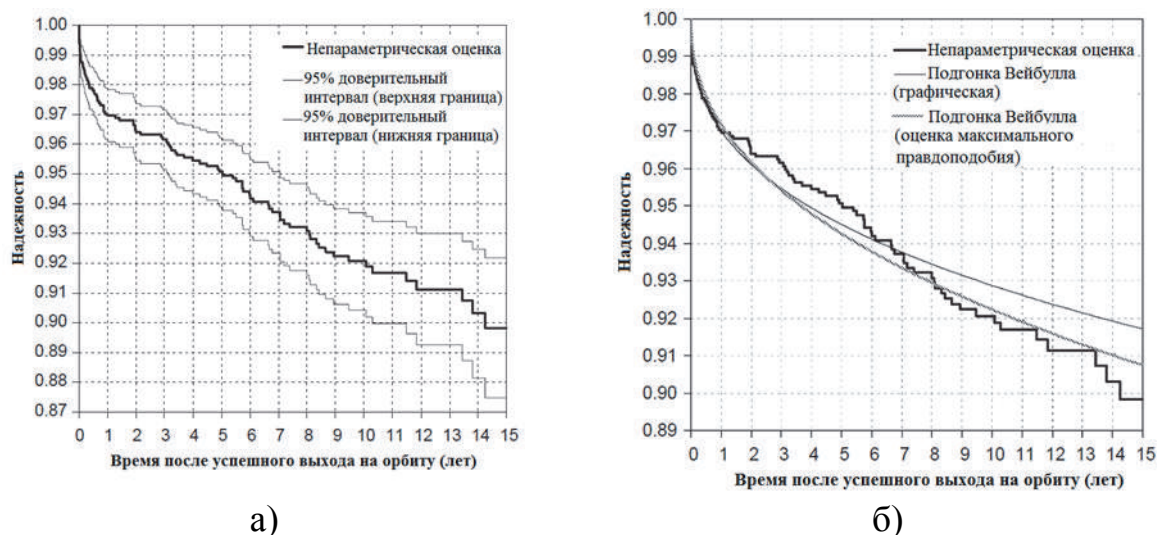 1.00
0.99
0.98
0.97
0.96
0.95
0.94
0.93
0.92
0.91
0.90
0.89
0.88
0.87
Надежность
Непараметрическая оценка
95% доверительный
интервал (верхняя граница)
95% доверительный
интервал (нижняя граница)
0 1 2 3 4 5 6 7 8 9 10 11 12 13 14 15
Время после успешного выхода на орбиту (лет)
а)
1.00
0.99
0.98
0.97
0.96
0.95
0.94
0.93
0.92
0.91
0.90
0.89
Надежность
Непараметрическая оценка
Подгонка Вейбулла
(графическая)
Подгонка Вейбулла
(оценка максимального
правдоподобия)
0 1 2 3 4 5 6 7 8 9 10 11 12 13 14 15
Время после успешного выхода на орбиту (лет)
б)